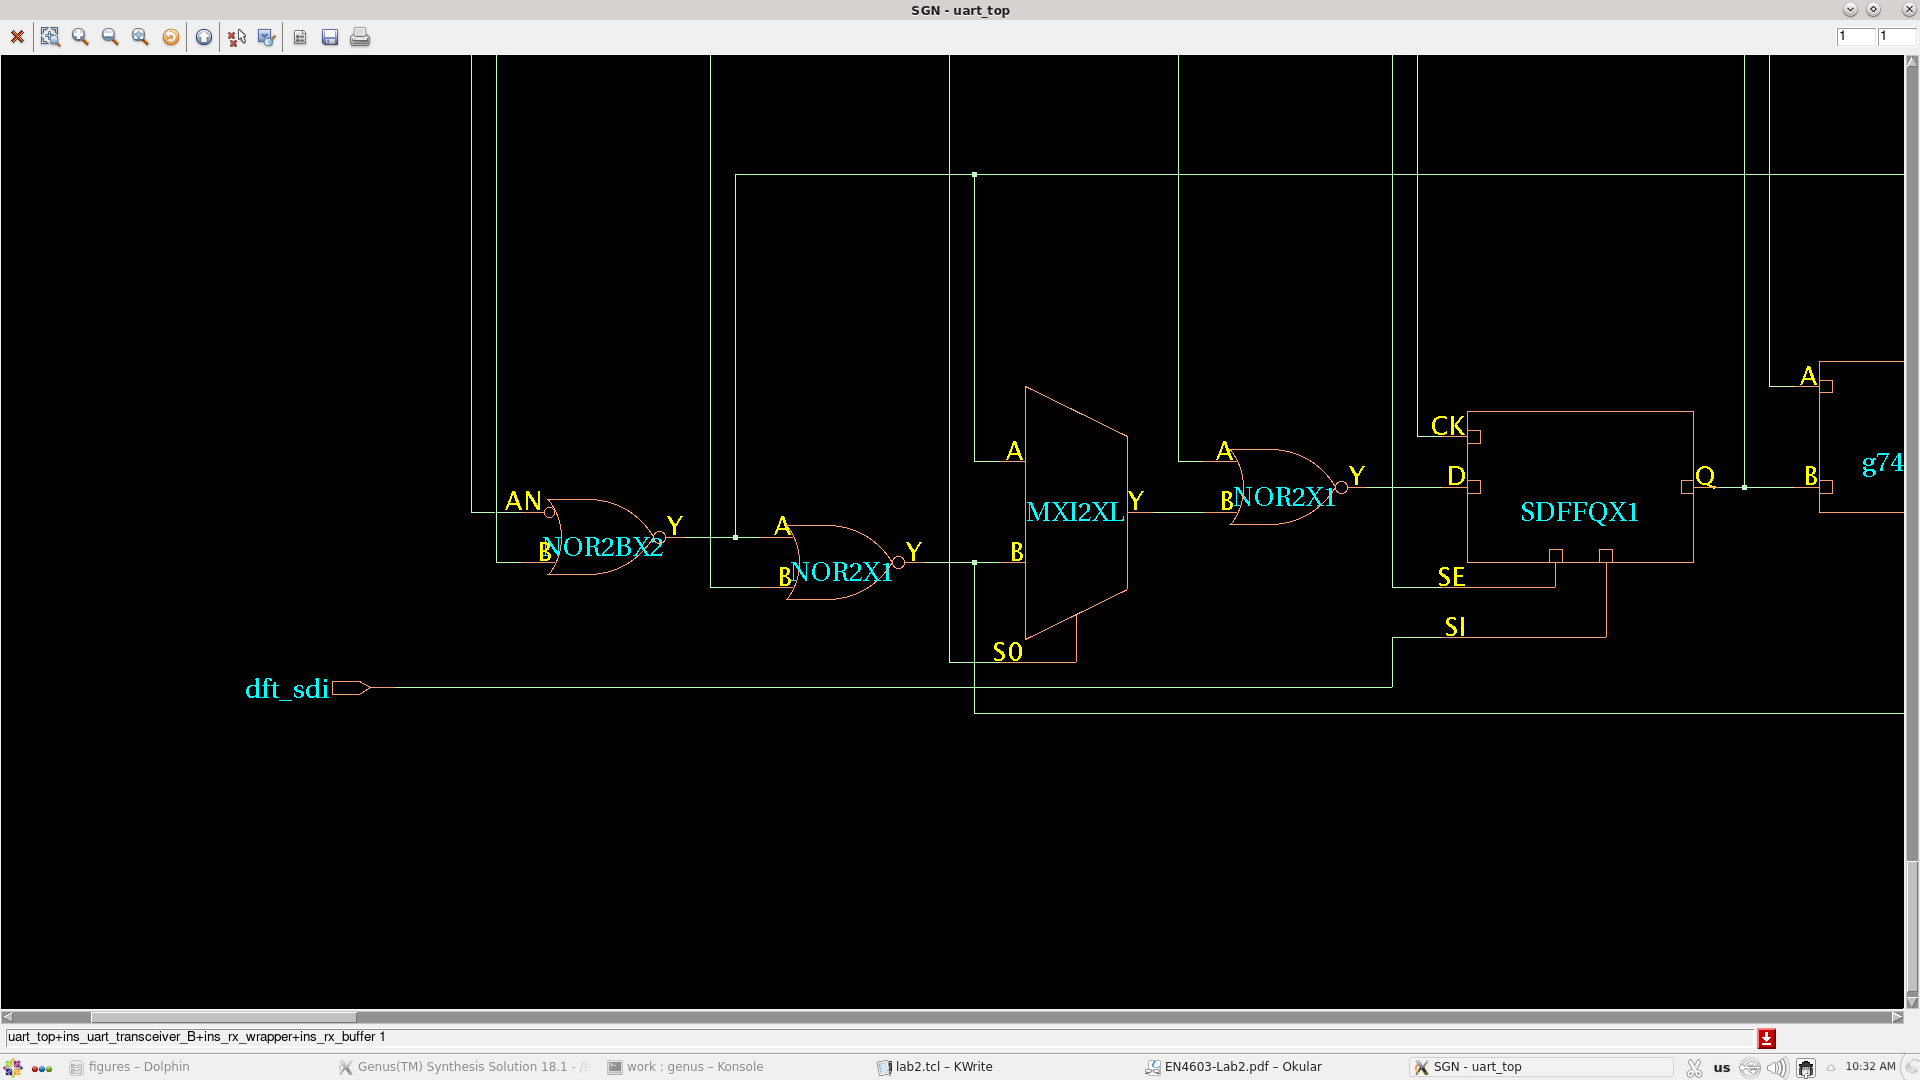 SGN - uart_top
1
1
A
CK
A
A
g74
D
Q
B
Y
B
NOR2X1
Y
AN
MXI2XL
SDFFQX1
Y
A
B
NOR2BX2
Y
B
B
NOR2X1
SE
S0
SI
dft_sdi
uart_top+ins_uart_transceiver_B+ins_rx_wrapper+ins_rx_buffer 1
figures – Dolphin
Genus(TM) Synthesis Solution 18.1 - /h
work : genus – Konsole
lab2.tcl – KWrite
EN4603-Lab2.pdf – Okular
SGN - uart_top
us
10:32 AM